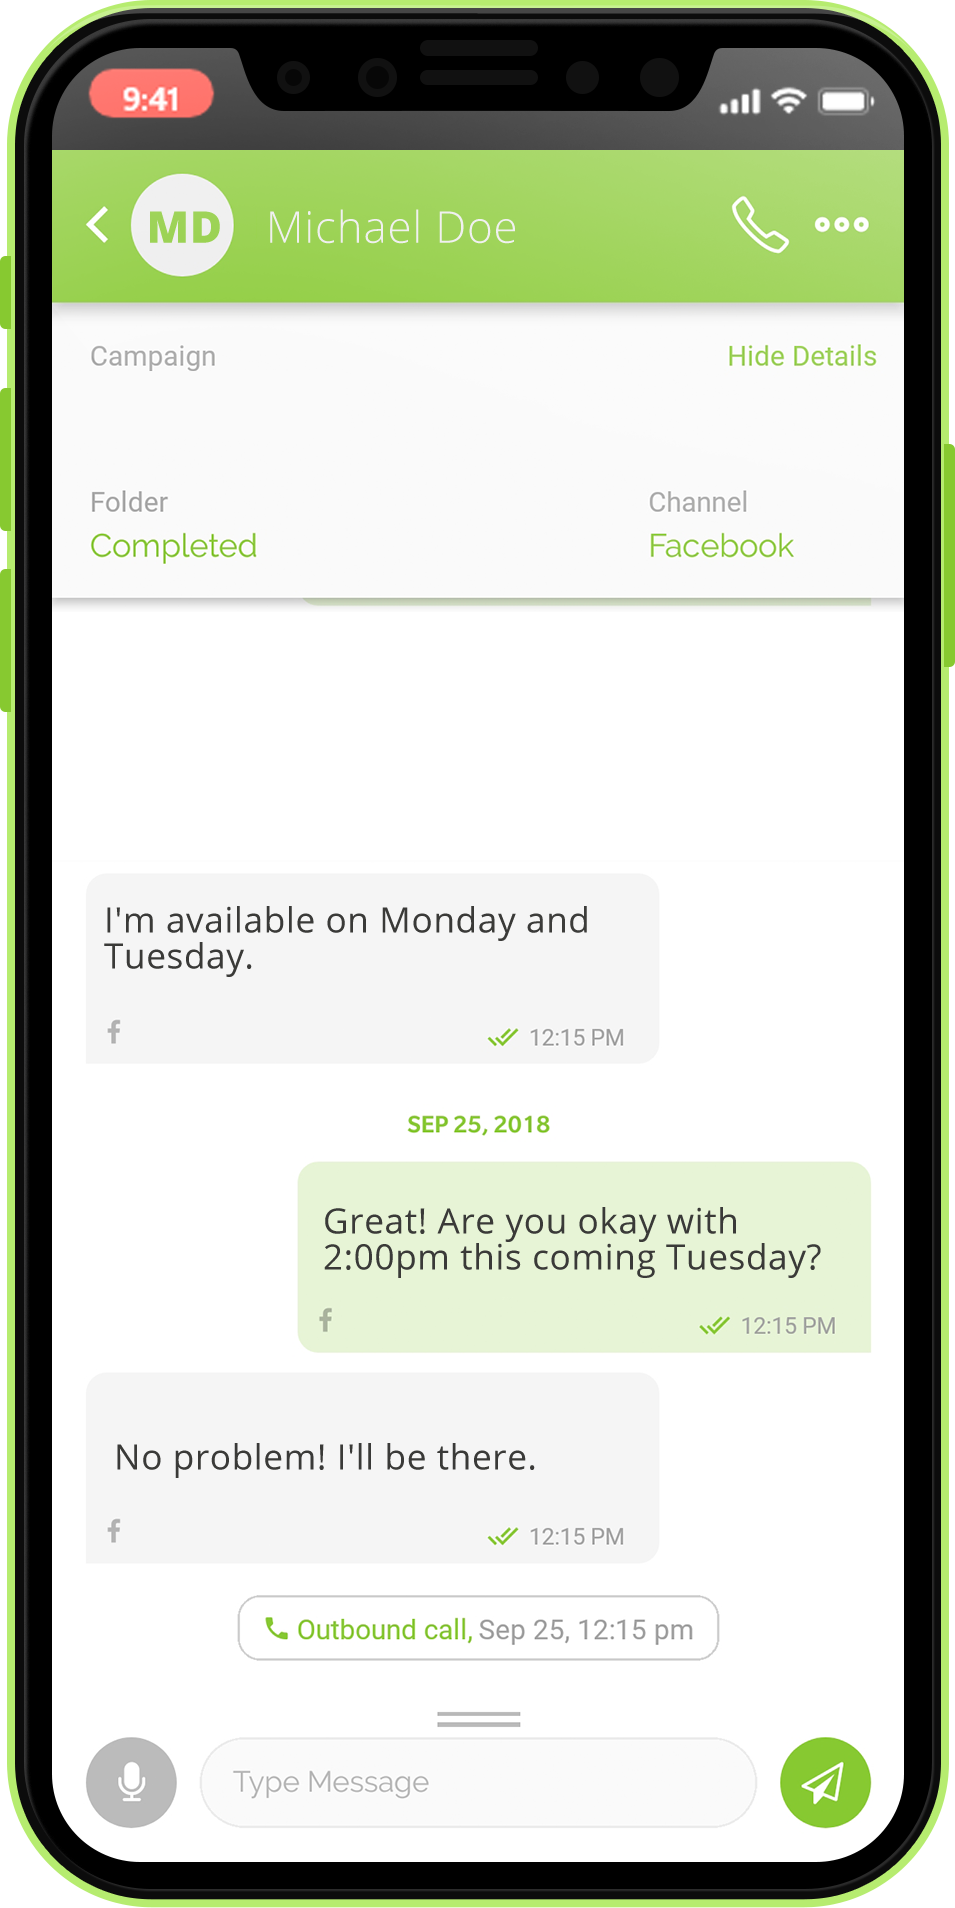 9:41
MD
Michael Doe
Campaign
Hide Details
Folder
Channel
Completed
Facebook
I'm available on Monday and
Tuesday.
12:15 PM
SEP 25, 2018
Great! Are you okay with
2:00pm this coming Tuesday?
12:15 PM
No problem! I'll be there.
12:15 PM
Outbound call, Sep 25, 12:15 pm
Type Message